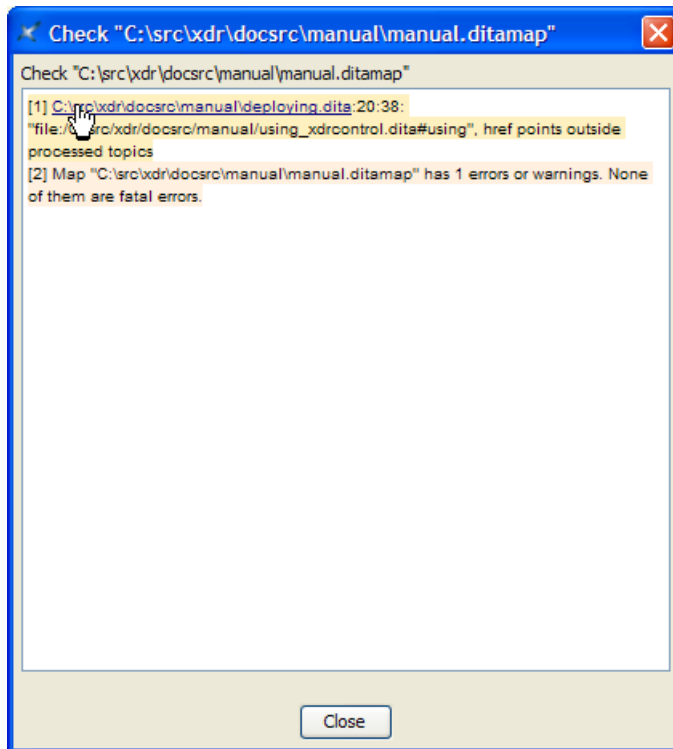 Check "C:\src\xdr\docsrc\manual\manual.ditamap"
Check "C:\src\xdr\docsrc\manual\manual.ditamap"
[1] C:\src\xdr\docsrc\manual\deploying.dita:20:38:
"file:/ src/xdr/docsrc/manual/using_xdrcontrol.dita#using", href points outside
processed topics
[2] Map "C:\src\xdr\docsrc\manual\manual.ditamap" has 1 errors or warnings. None
of them are fatal errors.
Close